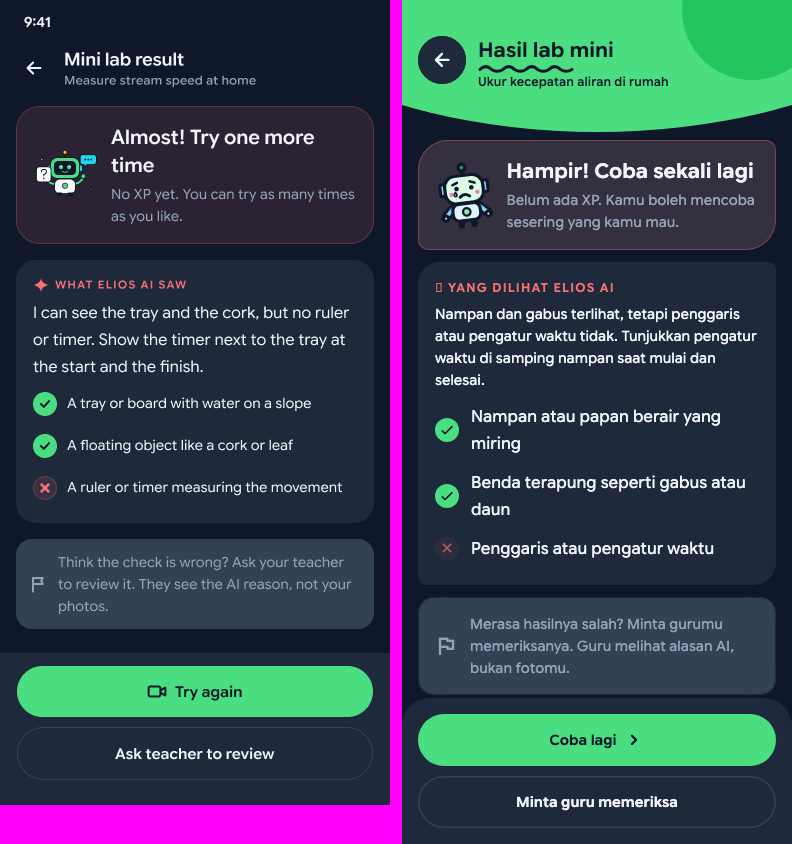 9:41
Mini lab result
Measure stream speed at home
Almost! Try one more
time
No XP yet. You can try as many times
as you like.
WHAT ELIOS AI SAW
I can see the tray and the cork, but no ruler
or timer. Show the timer next to the tray at
the start and the finish.
A tray or board with water on a slope
A floating object like a cork or leaf
A ruler or timer measuring the movement
Think the check is wrong? Ask your teacher
to review it. They see the AI reason, not your
photos.
Try again
Ask teacher to review
Hasil lab mini
Ukur kecepatan aliran di rumah
Hampir! Coba sekali lagi
Belum ada XP. Kamu boleh mencoba
sesering yang kamu mau.
YANG DILIHAT ELIOS AI
Nampan dan gabus terlihat, tetapi penggaris
atau pengatur waktu tidak. Tunjukkan pengatur
waktu di samping nampan saat mulai dan
selesai.
Nampan atau papan berair yang
miring
Benda terapung seperti gabus atau
daun
Penggaris atau pengatur waktu
Merasa hasilnya salah? Minta gurumu
memeriksanya. Guru melihat alasan AI,
bukan fotomu.
Coba lagi
Minta guru memeriksa